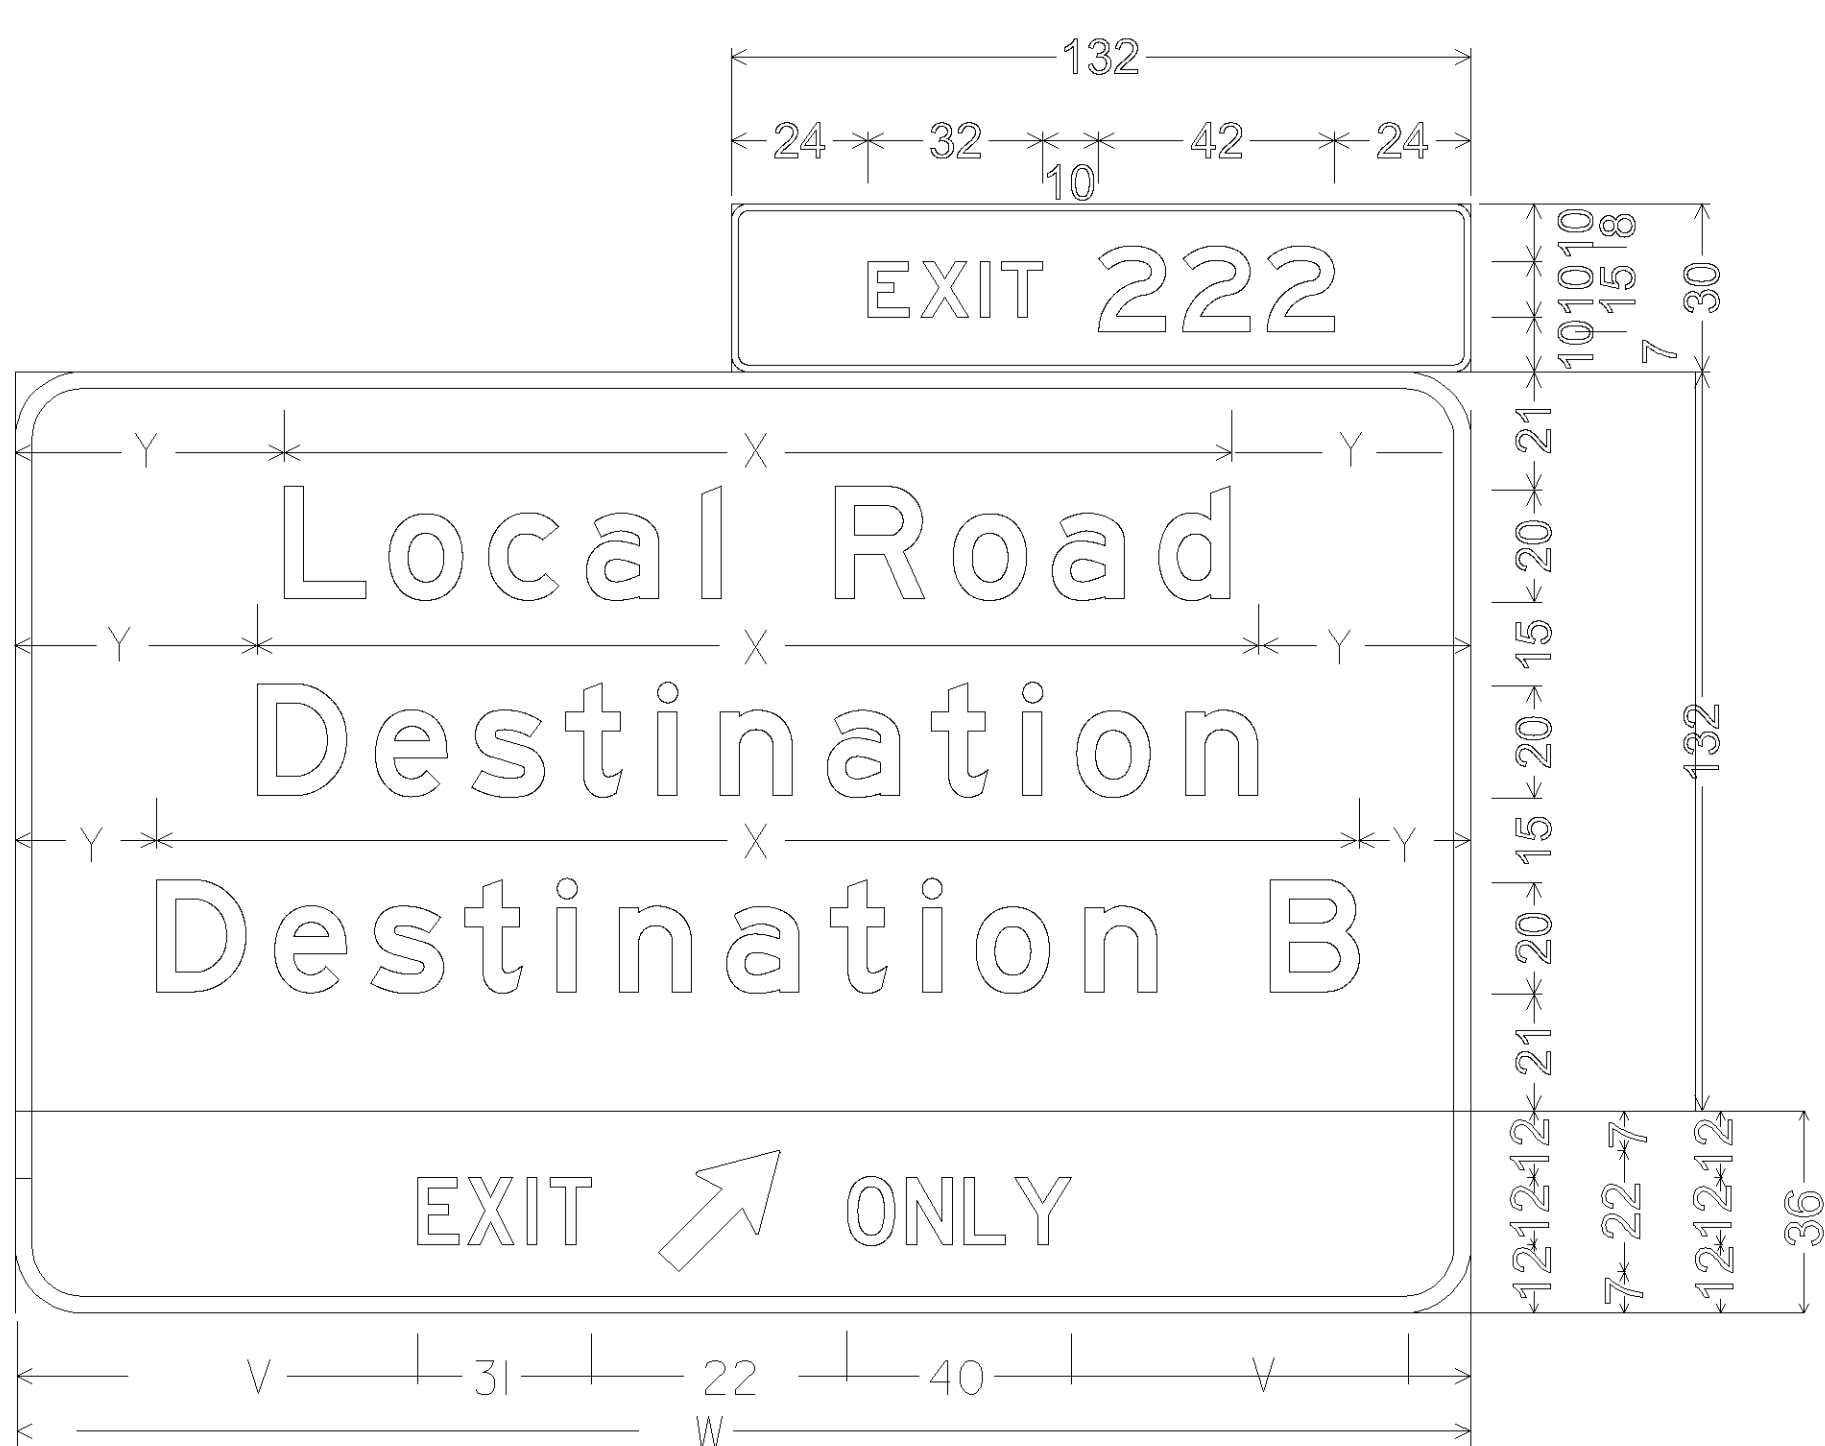 132
24 32 10 42 24
EXIT 222
10 10 10
8 15 7
30
Y X Y
Local Road
Y X Y
Destination
Y X Y
Destination B
21 20 15 20 15 20 21
132
EXIT ONLY
12 12 12
7 22 7
12 12 12
36
V 31 22 40 V
W